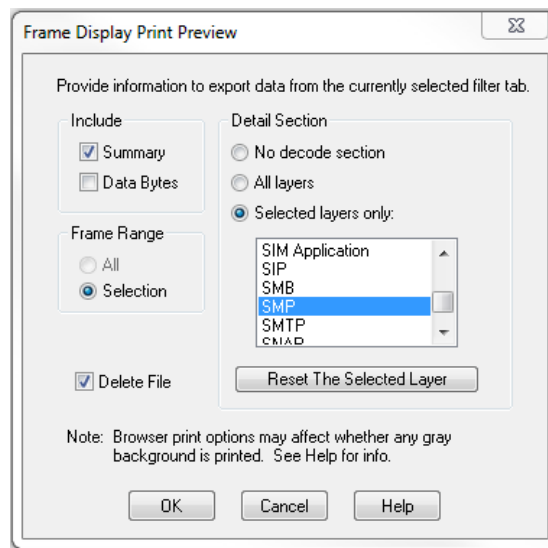 Frame Display Print Preview
Provide information to export data from the currently selected filter tab.
Include
Summary
Data Bytes
Frame Range
All
Selection
Delete File
Detail Section
No decode section
All layers
Selected layers only:
SIM Application
SIP
SMB
SMP
SMTP
SNAP
Reset The Selected Layer
Note: Browser print options may affect whether any gray
background is printed. See Help for info.
OK
Cancel
Help